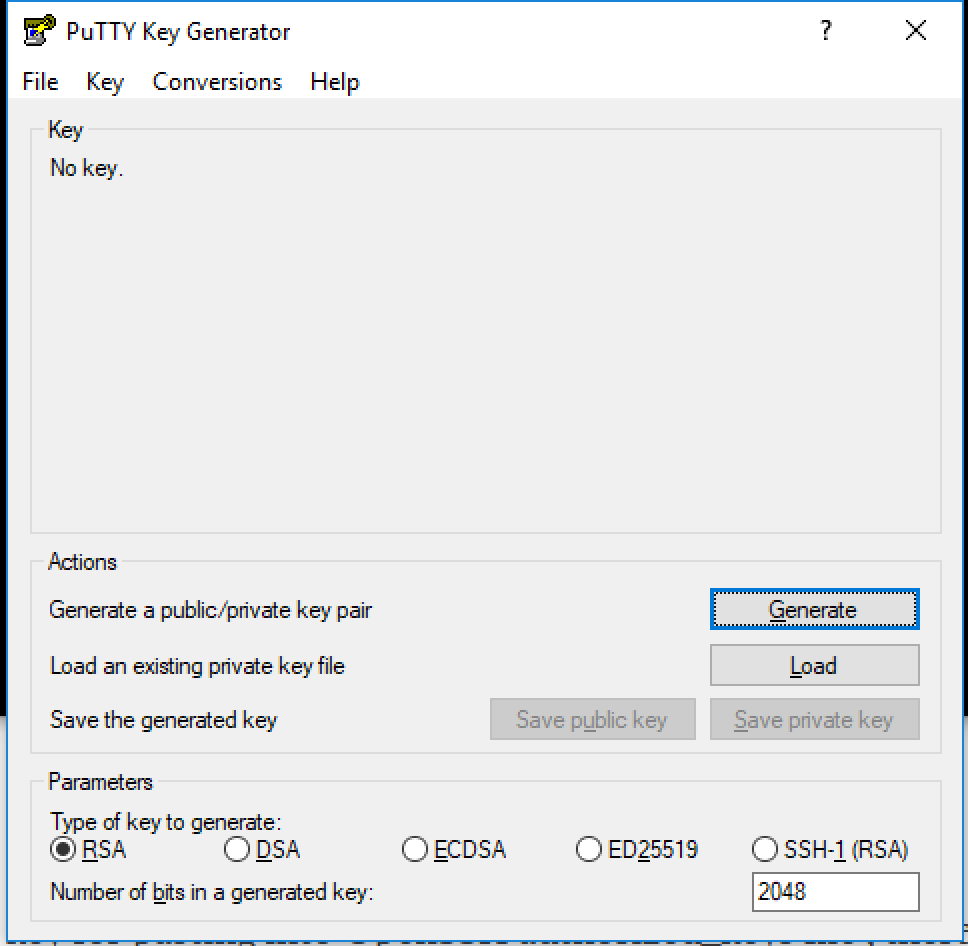 PuTTY Key Generator
?
File Key Conversions Help
Key
No key.
Actions
Generate a public/private key pair
Generate
Load an existing private key file
Load
Save the generated key
Save public key
Save private key
Parameters
Type of key to generate:
RSA DSA ECDSA ED25519 SSH-1 (RSA)
Number of bits in a generated key:
2048